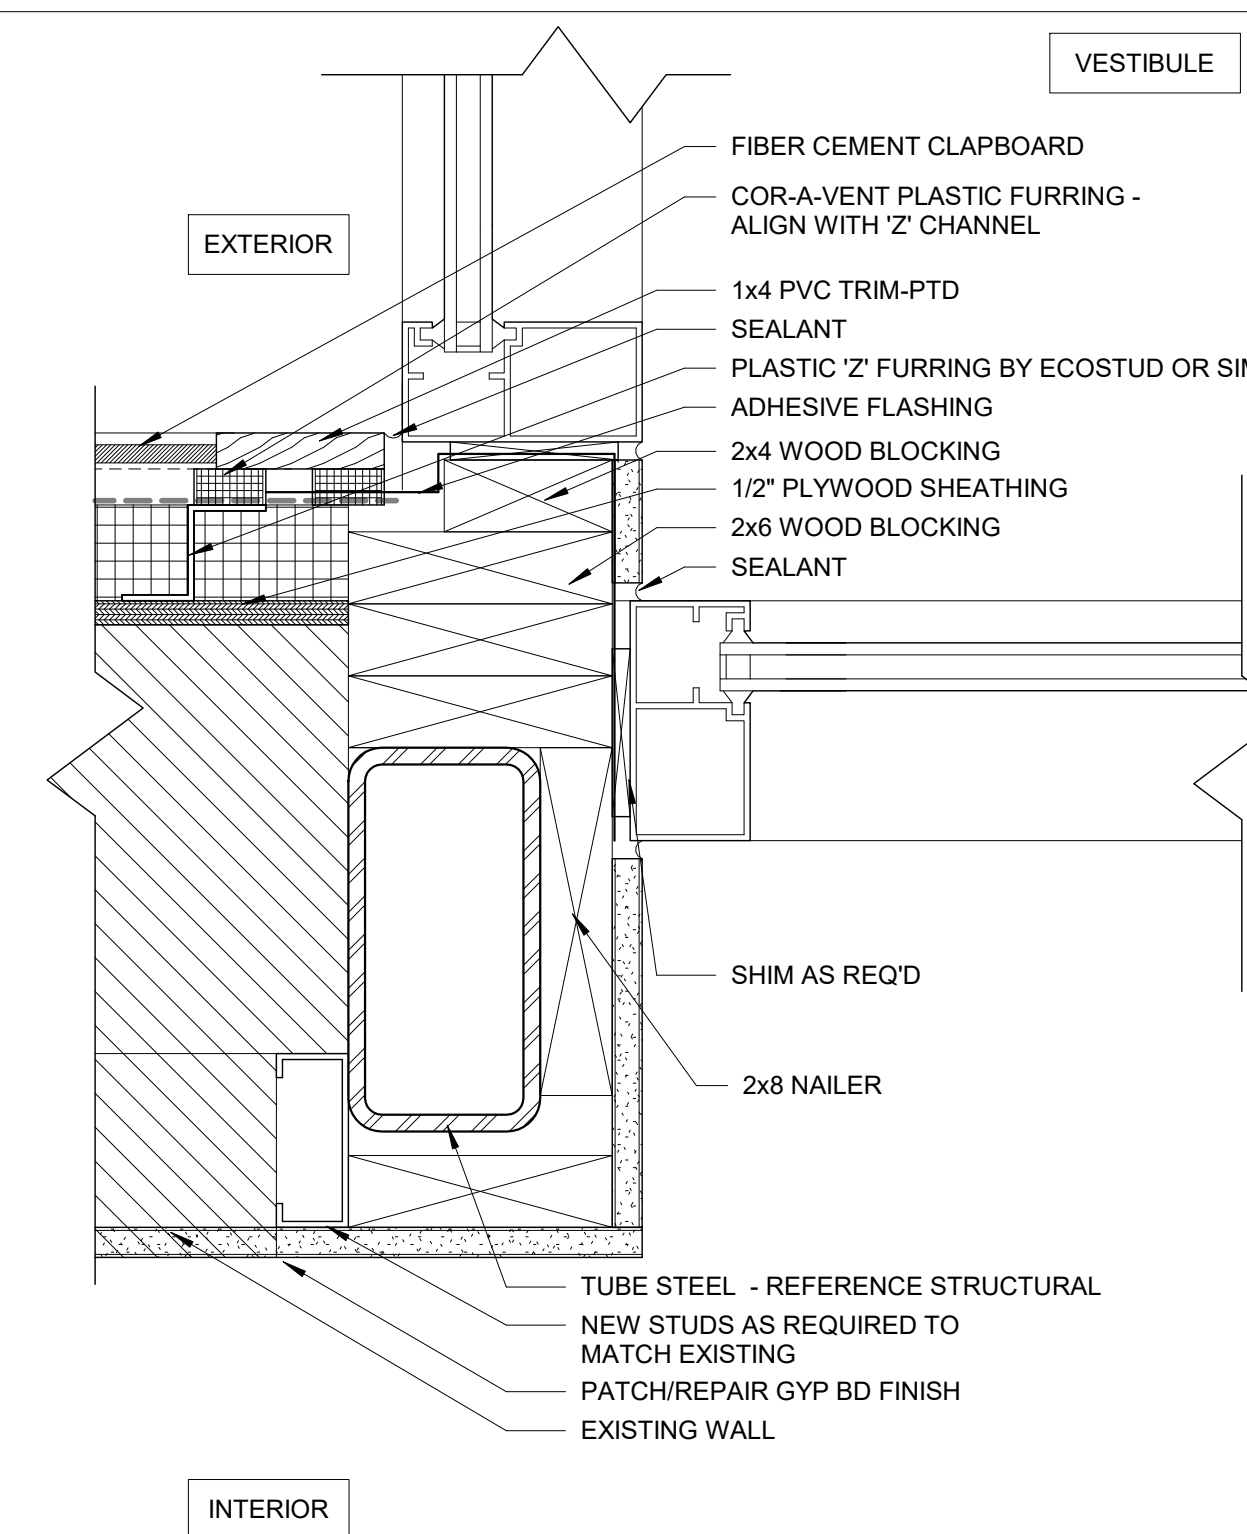 VESTIBULE
FIBER CEMENT CLAPBOARD
COR-A-VENT PLASTIC FURRING -
ALIGN WITH 'Z' CHANNEL
EXTERIOR
1x4 PVC TRIM-PTD
SEALANT
PLASTIC 'Z' FURRING BY ECOSTUD OR
ADHESIVE FLASHING
2x4 WOOD BLOCKING
1/2" PLYWOOD SHEATHING
2x6 WOOD BLOCKING
SEALANT
SHIM AS REQ'D
2x8 NAILER
TUBE STEEL - REFERENCE STRUCTURAL
NEW STUDS AS REQUIRED TO
MATCH EXISTING
PATCH/REPAIR GYP BD FINISH
EXISTING WALL
INTERIOR